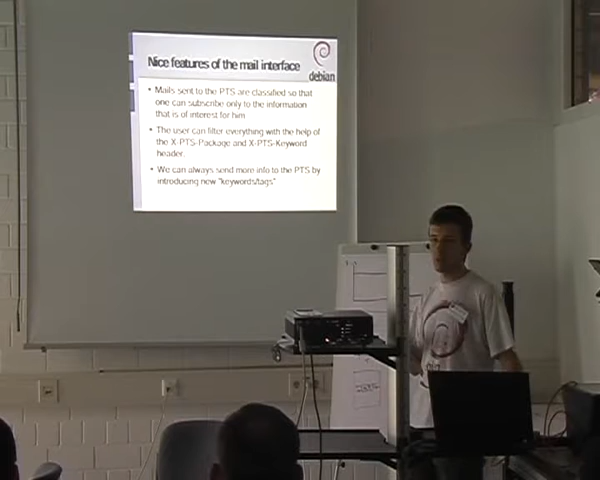 Nice features of the mail interface
debian
• Mails sent to the PTS are classified so that
one can subscribe only to the information
that is of interest for him
• The user can filter everything with the help of
the X-PTS-Package and X-PTS-Keyword
header.
• We can always send more info to the PTS by
introducing new "keywords/tags"